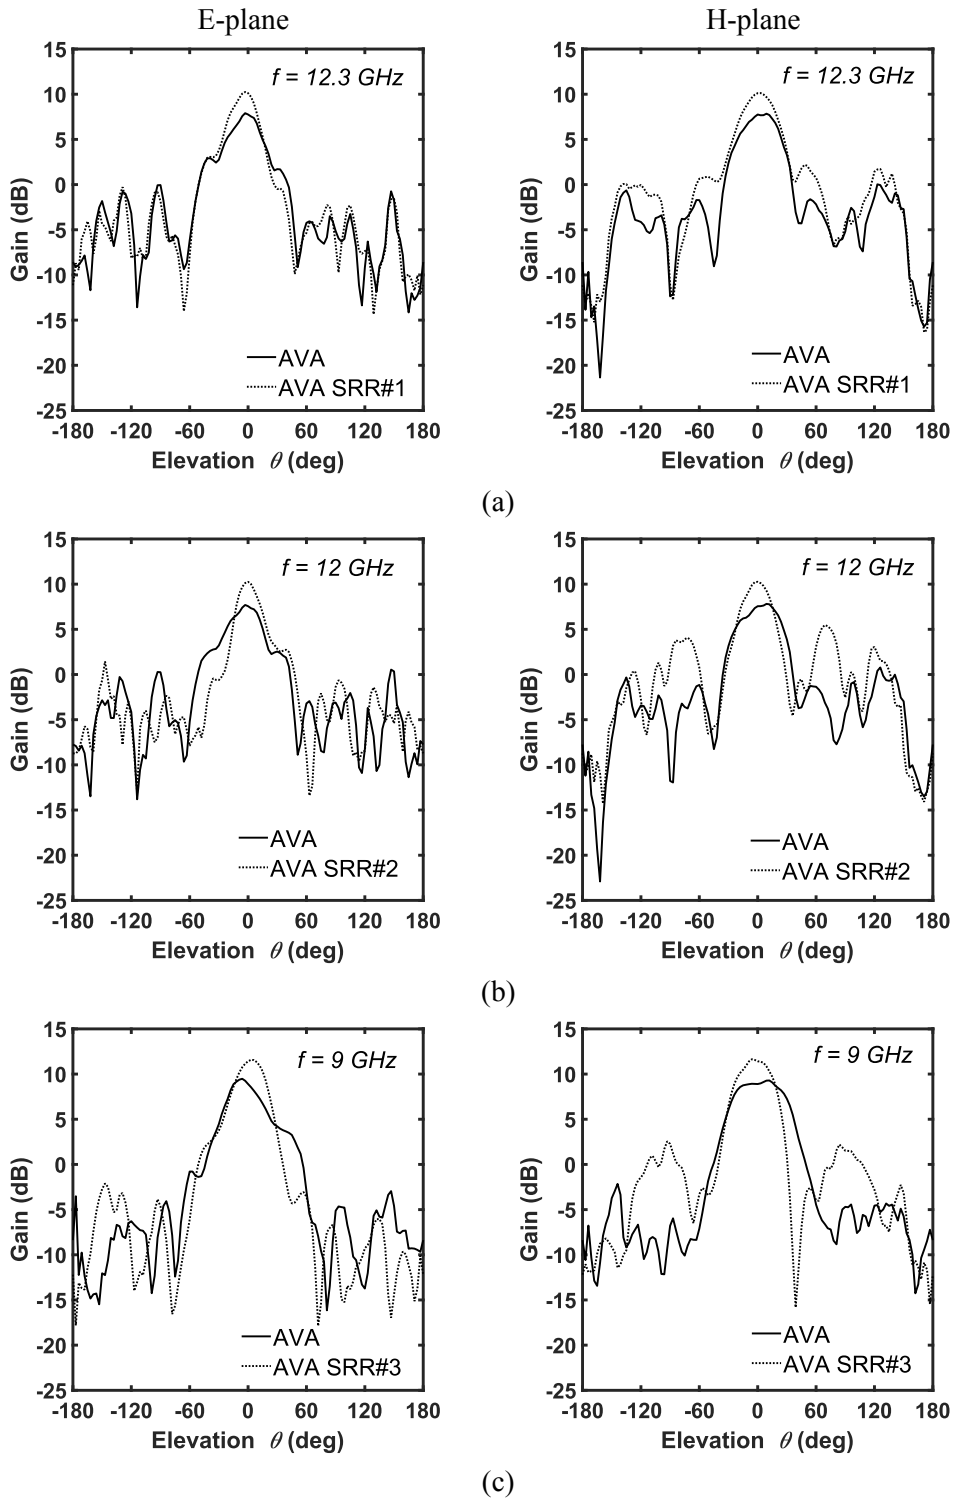 E-plane
H-plane
15
10
5
0
-5
-10
-15
-20
-25
Gain (dB)
f = 12.3 GHz
AVA
AVA SRR#1
-180 -120 -60 0 60 120 180
Elevation θ (deg)
15
10
5
0
-5
-10
-15
-20
-25
Gain (dB)
f = 12.3 GHz
AVA
AVA SRR#1
-180 -120 -60 0 60 120 180
Elevation θ (deg)
(a)
15
10
5
0
-5
-10
-15
-20
-25
Gain (dB)
f = 12 GHz
AVA
AVA SRR#2
-180 -120 -60 0 60 120 180
Elevation θ (deg)
15
10
5
0
-5
-10
-15
-20
-25
Gain (dB)
f = 12 GHz
AVA
AVA SRR#2
-180 -120 -60 0 60 120 180
Elevation θ (deg)
(b)
15
10
5
0
-5
-10
-15
-20
-25
Gain (dB)
f = 9 GHz
AVA
AVA SRR#3
-180 -120 -60 0 60 120 180
Elevation θ (deg)
15
10
5
0
-5
-10
-15
-20
-25
Gain (dB)
f = 9 GHz
AVA
AVA SRR#3
-180 -120 -60 0 60 120 180
Elevation θ (deg)
(c)